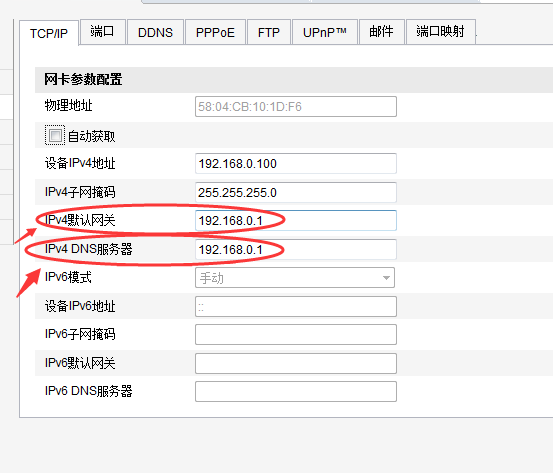 TCP/IP 端口 DDNS PPPoE FTP UPnP™ 邮件 端口映射
网卡参数配置
物理地址 58:04:CB:10:1D:F6
自动获取
设备IPv4地址 192.168.0.100
IPv4子网掩码 255.255.255.0
IPv4默认网关 192.168.0.1
IPv4 DNS服务器 192.168.0.1
IPv6模式 手动
设备IPv6地址 ::
IPv6子网掩码
IPv6默认网关
IPv6 DNS服务器